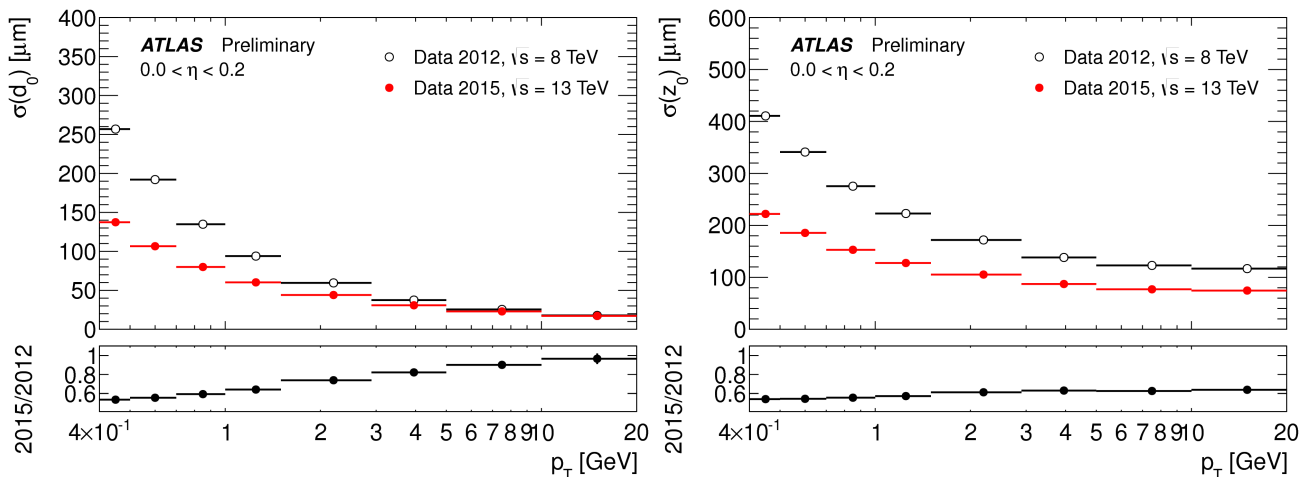 σ(d₀) [μm]
400
350
300
250
200
150
100
50
0
ATLAS Preliminary
0.0 < η < 0.2
Data 2012, √s = 8 TeV
Data 2015, √s = 13 TeV
2015/2012
1
0.8
0.6
4×10⁻¹ 1 2 3 4 5 6 7 8 9 10 20
p_T [GeV]
σ(z₀) [μm]
600
500
400
300
200
100
0
ATLAS Preliminary
0.0 < η < 0.2
Data 2012, √s = 8 TeV
Data 2015, √s = 13 TeV
2015/2012
1
0.8
0.6
4×10⁻¹ 1 2 3 4 5 6 7 8 9 10 20
p_T [GeV]